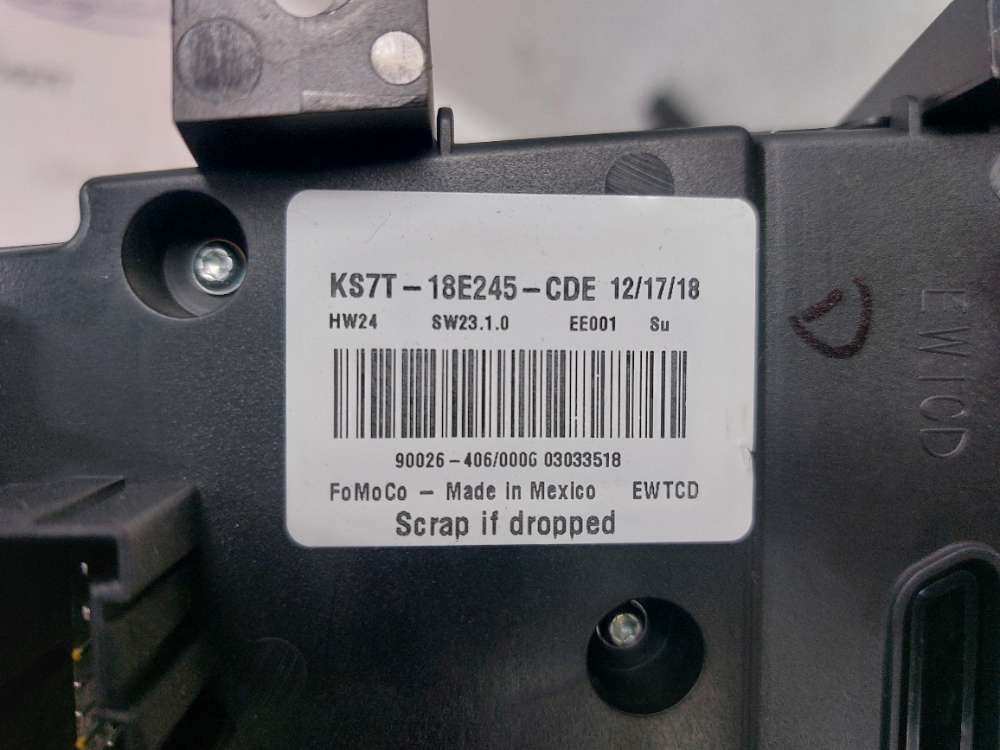 KS7T-18E245-CDE 12/17/18
HW24 SW23.1.0 EE001 Su
90026-406/0006 03033518
FoMoCo - Made in Mexico EWTCD
Scrap if dropped
D
EWTCD